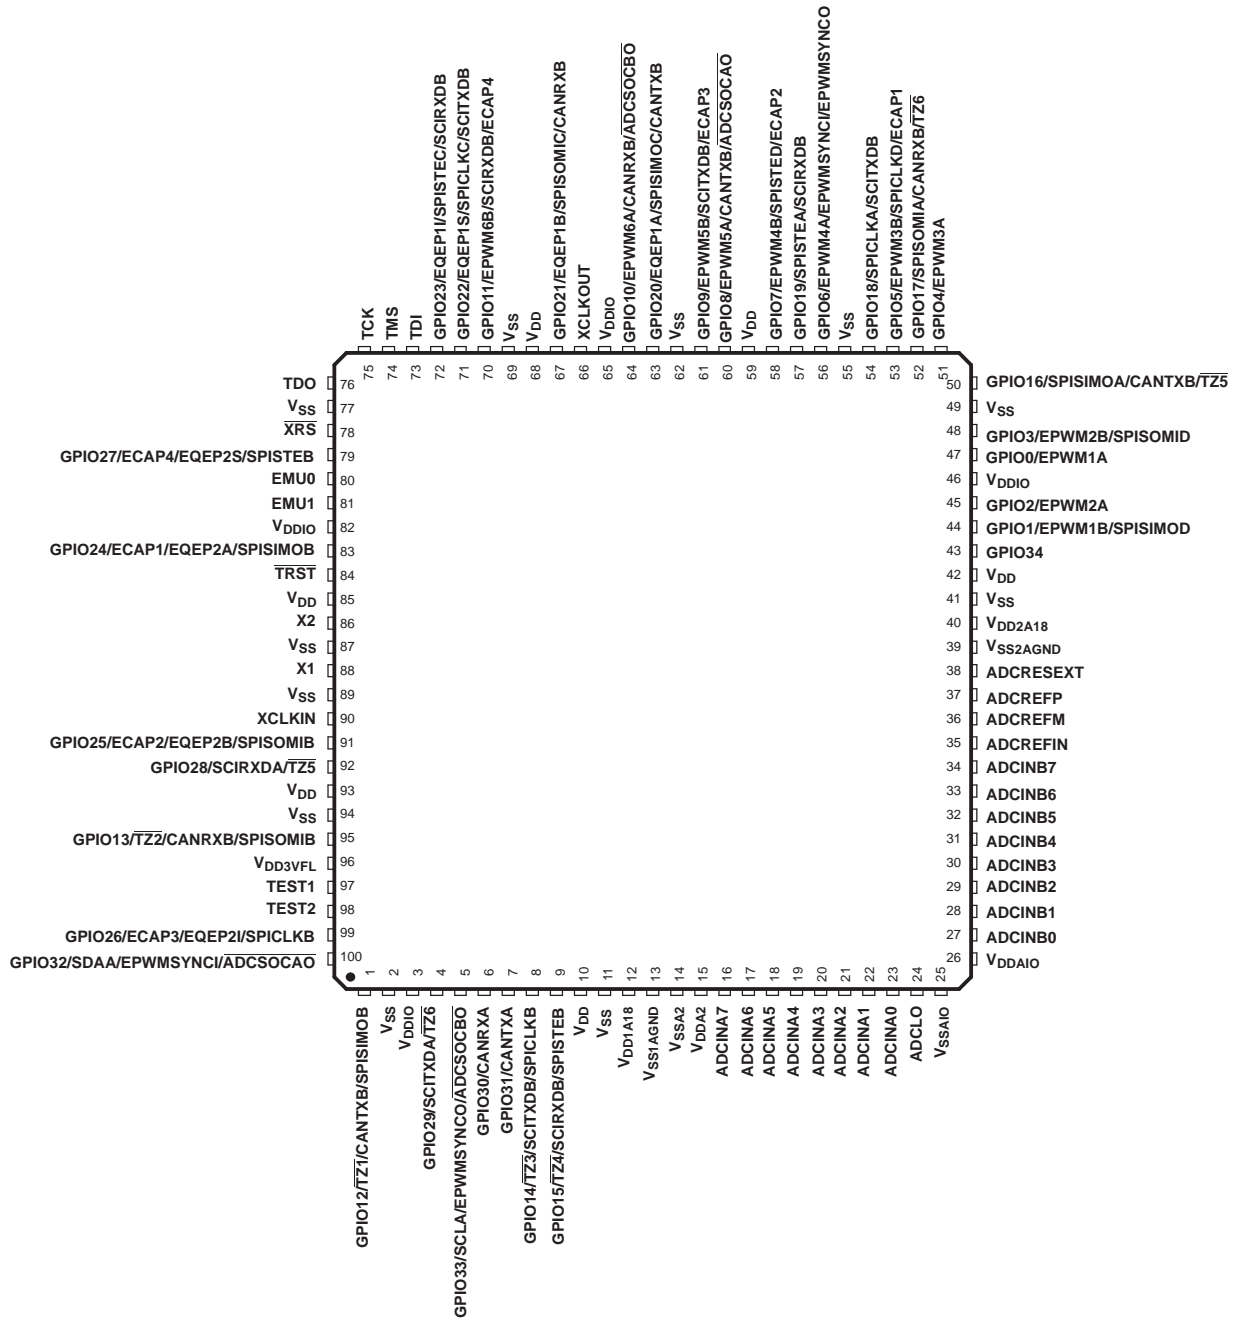 GPIO23/EQEP1I/SPISTEC/SCIRXDB
GPIO22/EQEP1S/SPICLKC/SCITXDB
GPIO11/EPWM6B/SCIRXDB/ECAP4
GPIO21/EQEP1B/SPISOMIC/CANRXB
GPIO10/EPWM6A/CANRXB/ADCSOCBO
GPIO20/EQEP1A/SPISIMOC/CANTXB
GPIO9/EPWM5B/SCITXDB/ECAP3
GPIO8/EPWM5A/CANTXB/ADCSOCAO
GPIO7/EPWM4B/SPISTED/ECAP2
GPIO19/SPISTEA/SCIRXDB
GPIO6/EPWM4A/EPWMSYNCI/EPWMSYNCO
GPIO18/SPICLKA/SCITXDB
GPIO5/EPWM3B/SPICLKD/ECAP1
GPIO17/SPISOMIA/CANRXB/TZ6
GPIO4/EPWM3A
TCK
TMS
TDI
VSS
VDD
XCLKOUT
VDDIO
VSS
VDD
VSS
75
74
73
72
71
70
69
68
67
66
65
64
63
62
61
60
59
58
57
56
55
54
53
52
51
TDO 76
VSS 77
XRS 78
GPIO27/ECAP4/EQEP2S/SPISTEB 79
EMU0 80
EMU1 81
VDDIO 82
GPIO24/ECAP1/EQEP2A/SPISIMOB 83
TRST 84
VDD 85
X2 86
VSS 87
X1 88
VSS 89
XCLKIN 90
GPIO25/ECAP2/EQEP2B/SPISOMIB 91
GPIO28/SCIRXDA/TZ5 92
VDD 93
VSS 94
GPIO13/TZ2/CANRXB/SPISOMIB 95
VDD3VFL 96
TEST1 97
TEST2 98
GPIO26/ECAP3/EQEP2I/SPICLKB 99
GPIO32/SDAA/EPWMSYNCI/ADCSOCAO 100
50 GPIO16/SPISIMOA/CANTXB/TZ5
49 VSS
48 GPIO3/EPWM2B/SPISOMID
47 GPIO0/EPWM1A
46 VDDIO
45 GPIO2/EPWM2A
44 GPIO1/EPWM1B/SPISIMOD
43 GPIO34
42 VDD
41 VSS
40 VDD2A18
39 VSS2AGND
38 ADCRESEXT
37 ADCREFP
36 ADCREFM
35 ADCREFIN
34 ADCINB7
33 ADCINB6
32 ADCINB5
31 ADCINB4
30 ADCINB3
29 ADCINB2
28 ADCINB1
27 ADCINB0
26 VDDAIO
1
2
3
4
5
6
7
8
9
10
11
12
13
14
15
16
17
18
19
20
21
22
23
24
25
GPIO12/TZ1/CANTXB/SPISIMOB
VSS
VDDIO
GPIO29/SCITXDA/TZ6
GPIO33/SCLA/EPWMSYNCO/ADCSOCBO
GPIO30/CANRXA
GPIO31/CANTXA
GPIO14/TZ3/SCITXDB/SPICLKB
GPIO15/TZ4/SCIRXDB/SPISTEB
VDD
VSS
VDD1A18
VSS1AGND
VSSA2
VDDA2
ADCINA7
ADCINA6
ADCINA5
ADCINA4
ADCINA3
ADCINA2
ADCINA1
ADCINA0
ADCLO
VSSAIO